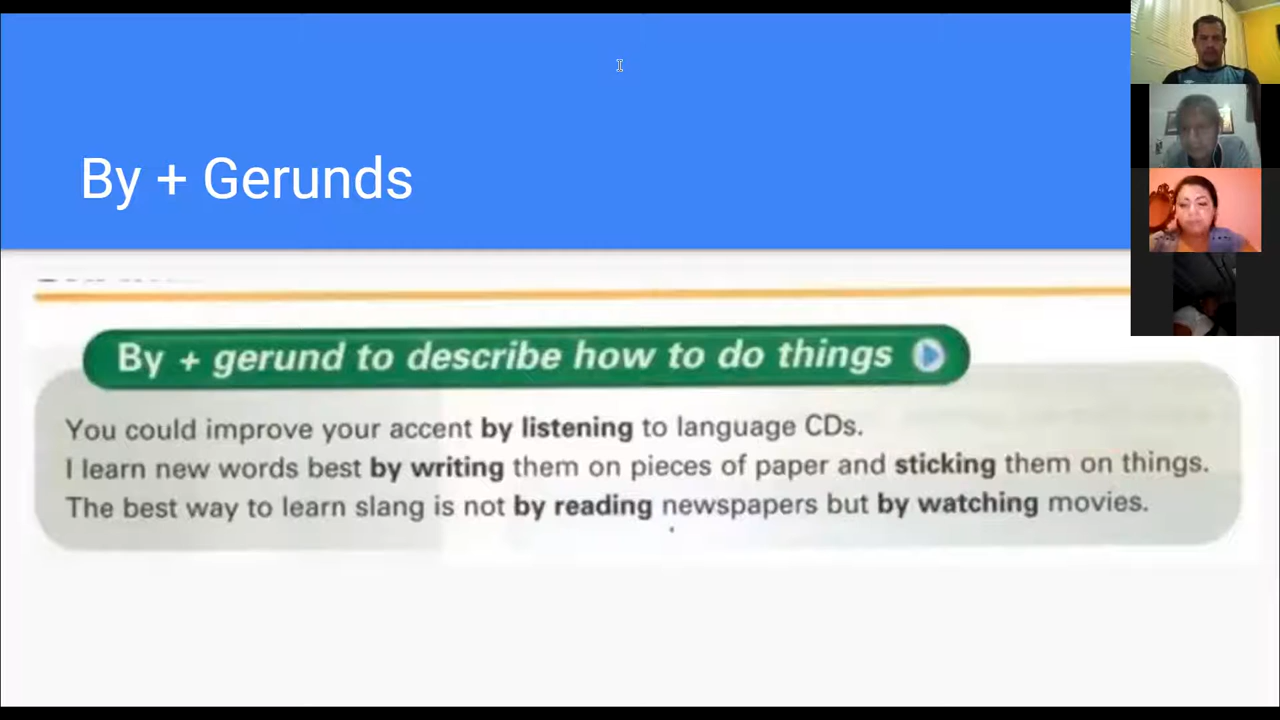 By + Gerunds
By + gerund to describe how to do things
You could improve your accent by listening to language CDs.
I learn new words best by writing them on pieces of paper and sticking them on things.
The best way to learn slang is not by reading newspapers but by watching movies.